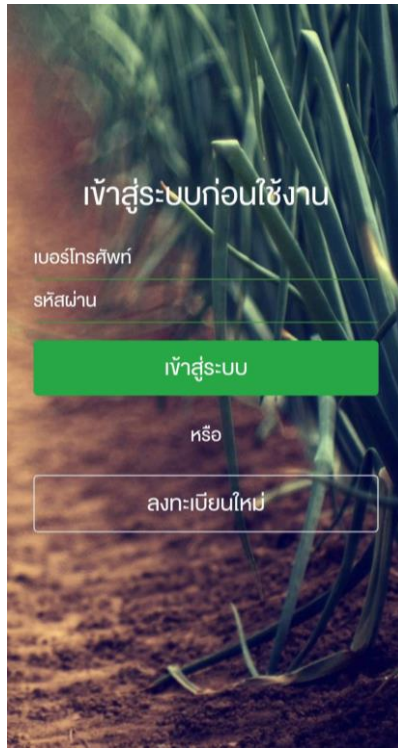 เข้าสู่ระบบก่อนใช้งาน
เบอร์โทรศัพท์
รหัสผ่าน
เข้าสู่ระบบ
หรือ
ลงทะเบียนใหม่